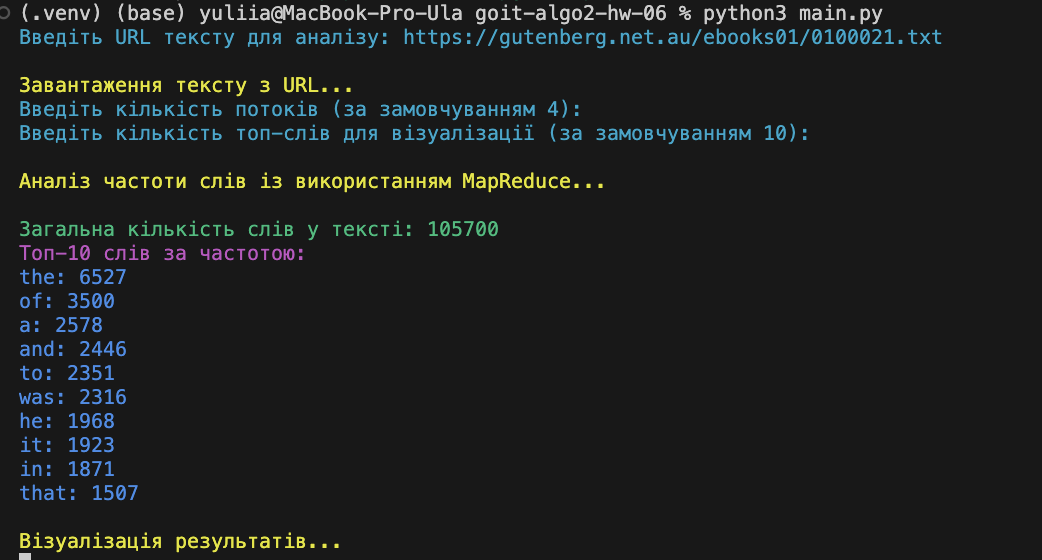 (.venv) (base) yuliia@MacBook-Pro-Ula goit-algo2-hw-06 % python3 main.py
Введіть URL тексту для аналізу: https://gutenberg.net.au/ebooks01/0100021.txt
Завантаження тексту з URL...
Введіть кількість потоків (за замовчуванням 4):
Введіть кількість топ-слів для візуалізації (за замовчуванням 10):
Аналіз частоти слів із використанням MapReduce...
Загальна кількість слів у тексті: 105700
Топ-10 слів за частотою:
the: 6527
of: 3500
a: 2578
and: 2446
to: 2351
was: 2316
he: 1968
it: 1923
in: 1871
that: 1507
Візуалізація результатів...